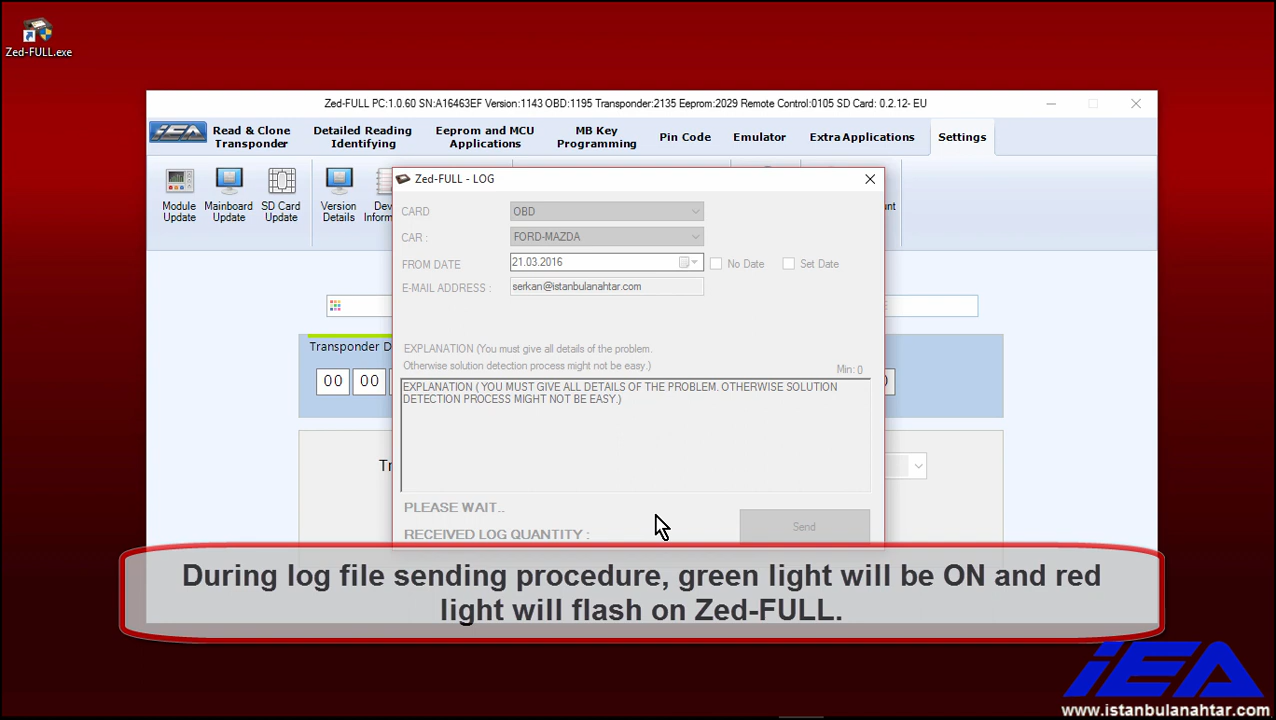 Zed-FULL.exe
Zed-FULL PC:1.0.60 SN:A16463EF Version:1143 OBD:1195 Transponder:2135 Eeprom:2029 Remote Control:0105 SD Card: 0.2.12- EU
iEA
Read & Clone
Transponder
Detailed Reading
Identifying
Eeprom and MCU
Applications
MB Key
Programming
Pin Code
Emulator
Extra Applications
Settings
Module
Update
Mainboard
Update
SD Card
Update
Version
Details
Zed-FULL - LOG
CARD
OBD
CAR :
FORD-MAZDA
FROM DATE
21.03.2016
No Date
Set Date
E-MAIL ADDRESS :
serkan@istanbulanahtar.com
EXPLANATION (You must give all details of the problem.
Otherwise solution detection process might not be easy.)
Min: 0
EXPLANATION ( YOU MUST GIVE ALL DETAILS OF THE PROBLEM. OTHERWISE SOLUTION
DETECTION PROCESS MIGHT NOT BE EASY.)
Transponder D
00 00
PLEASE WAIT..
RECEIVED LOG QUANTITY :
Send
During log file sending procedure, green light will be ON and red
light will flash on Zed-FULL.
iEA
www.istanbulanahtar.com